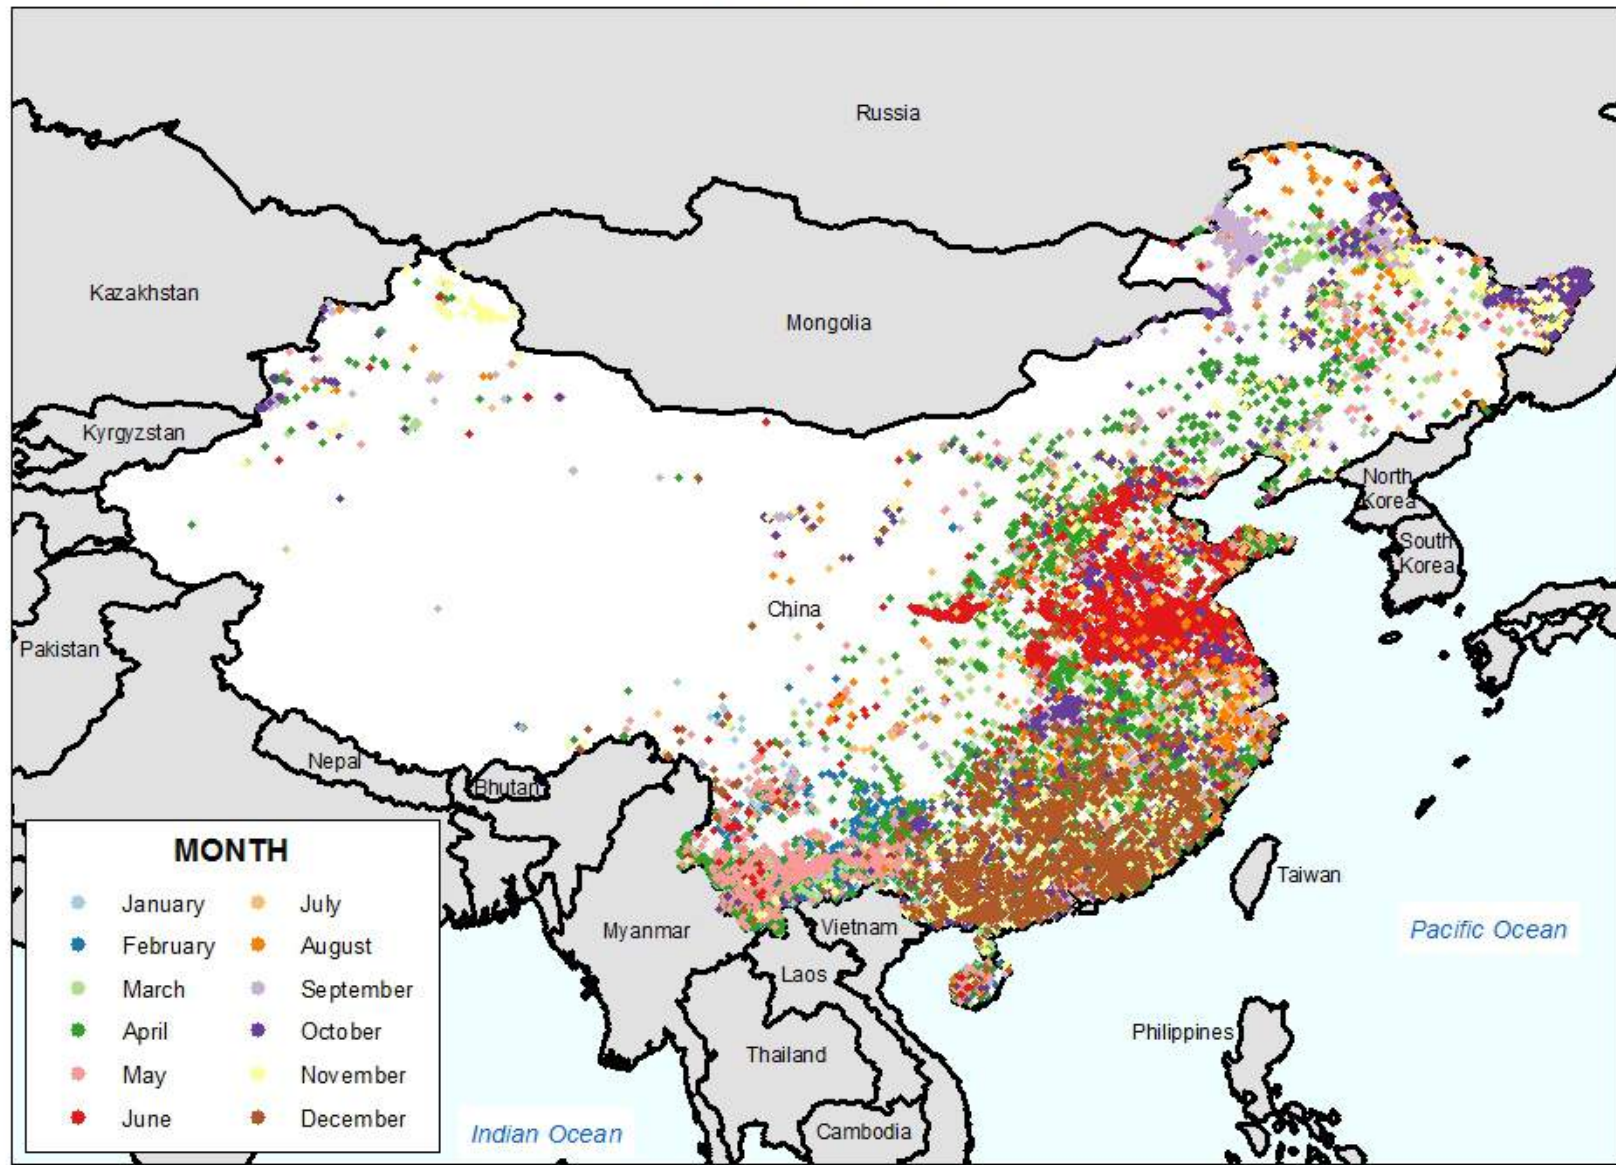 Russia
Kazakhstan
Mongolia
Kyrgyzstan
North
Korea
South
Korea
China
Pakistan
Nepal
Bhutan
MONTH
January
February
March
April
May
June
July
August
September
October
November
December
Taiwan
Myanmar
Vietnam
Pacific Ocean
Laos
Philippines
Thailand
Indian Ocean
Cambodia